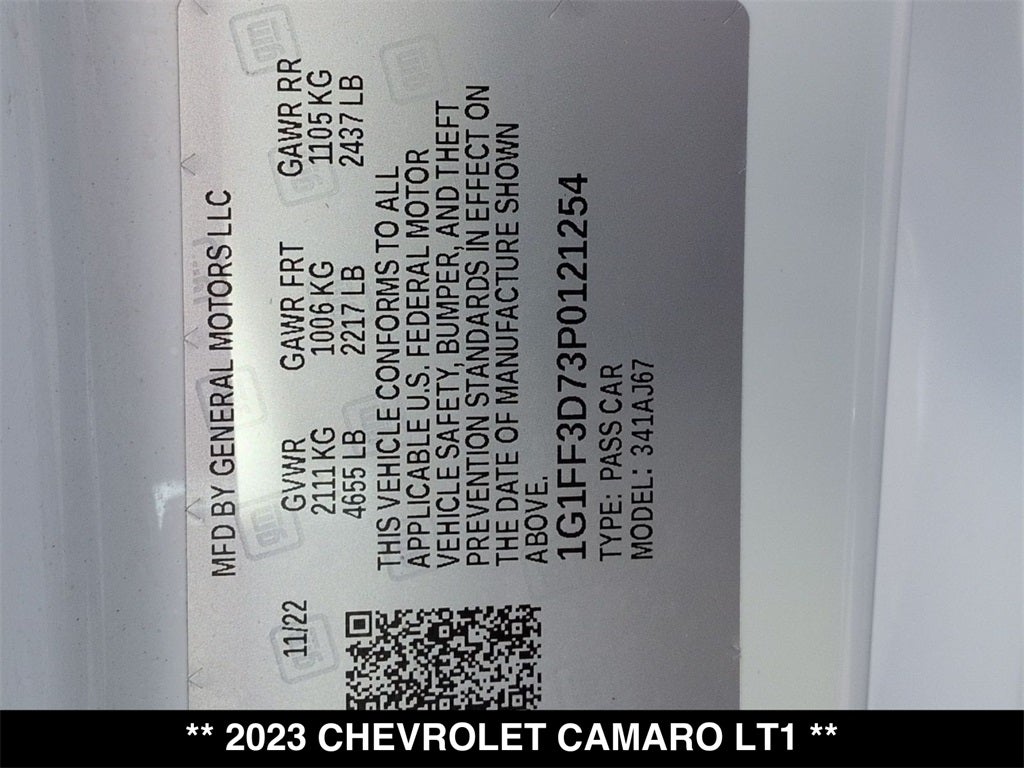 MFD BY GENERAL MOTORS LLC
11/22 GVWR GAWR FRT GAWR RR
2111 KG 1006 KG 1105 KG
4655 LB 2217 LB 2437 LB
THIS VEHICLE CONFORMS TO ALL
APPLICABLE U.S. FEDERAL MOTOR
VEHICLE SAFETY, BUMPER, AND THEFT
PREVENTION STANDARDS IN EFFECT ON
THE DATE OF MANUFACTURE SHOWN
ABOVE.
1G1FF3D73P0121254
TYPE: PASS CAR
MODEL: 341AJ67
** 2023 CHEVROLET CAMARO LT1 **